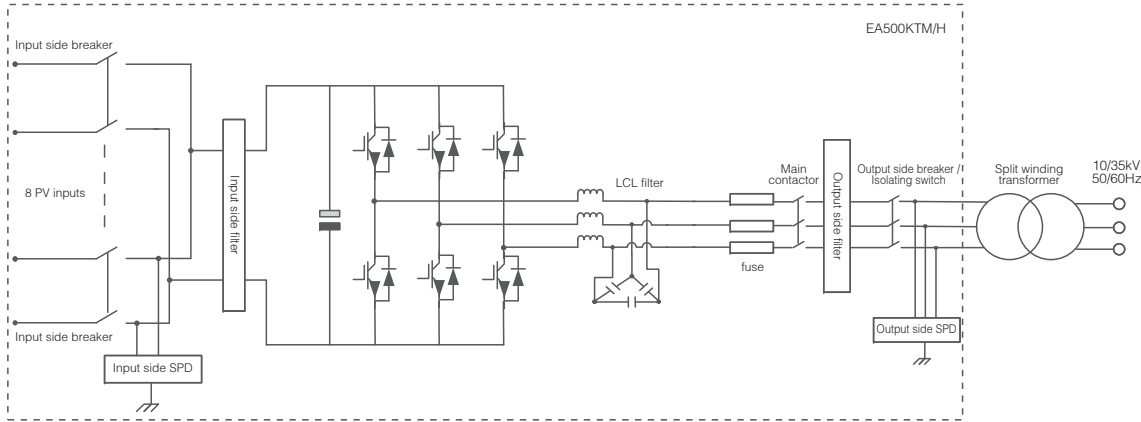 EA500KTM/H
Input side breaker
8 PV inputs
Input side breaker
Input side SPD
Input side filter
LCL filter
fuse
Main
contactor
Output side filter
Output side breaker /
Isolating switch
Output side SPD
Split winding
transformer
10/35kV
50/60Hz